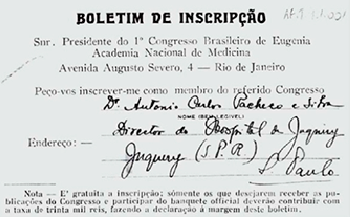 BOLETIM DE INSCRIPÇÃO
Snr. Presidente do 1º Congresso Brasileiro de Eugenia
Academia Nacional de Medicina
Avenida Augusto Severo, 4 — Rio de Janeiro
Peço-vos inscrever-me como membro do referido Congresso
Dr. Antonio Carlos Pacheco e Silva
NOME (BEM LEGIVEL)
Director do Hospital de Juquery
Endereço:
Juquery (S. P. R.)
S. Paulo
Nota — E' gratuita a inscripção; sómente os que desejarem receber as pu-
blicações do Congresso e participar do banquete official deverão contribuir com
a taxa de trinta mil reis, fazendo a declaração á margem deste boletim.